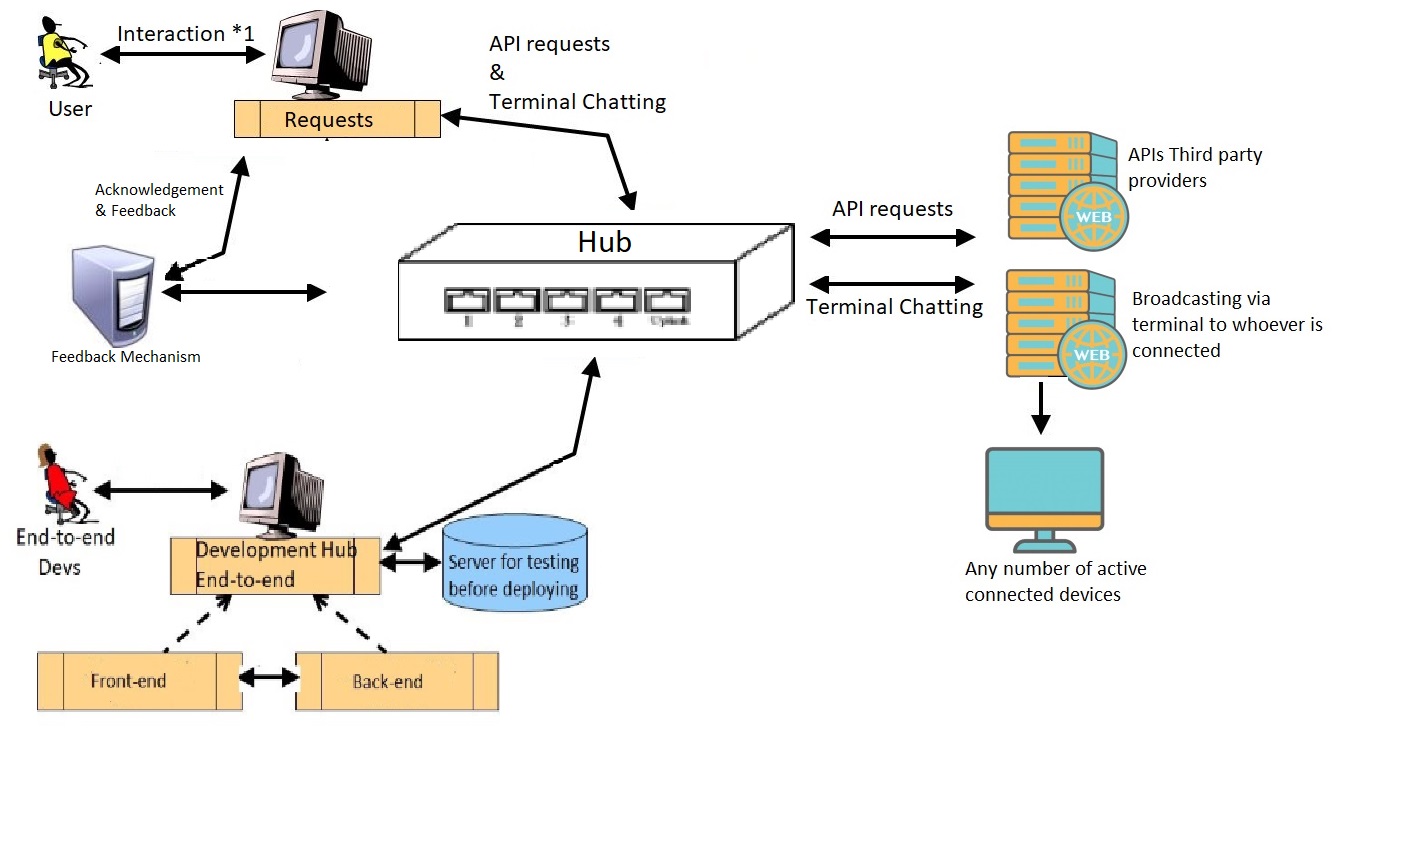 Interaction *1
User
Requests
API requests
&
Terminal Chatting
Acknowledgement
& Feedback
Feedback Mechanism
Hub
1 2 3 4 Uplink
API requests
Terminal Chatting
APIs Third party
providers
WEB
Broadcasting via
terminal to whoever is
connected
WEB
Any number of active
connected devices
End-to-end
Devs
Development Hub
End-to-end
Server for testing
before deploying
Front-end
Back-end